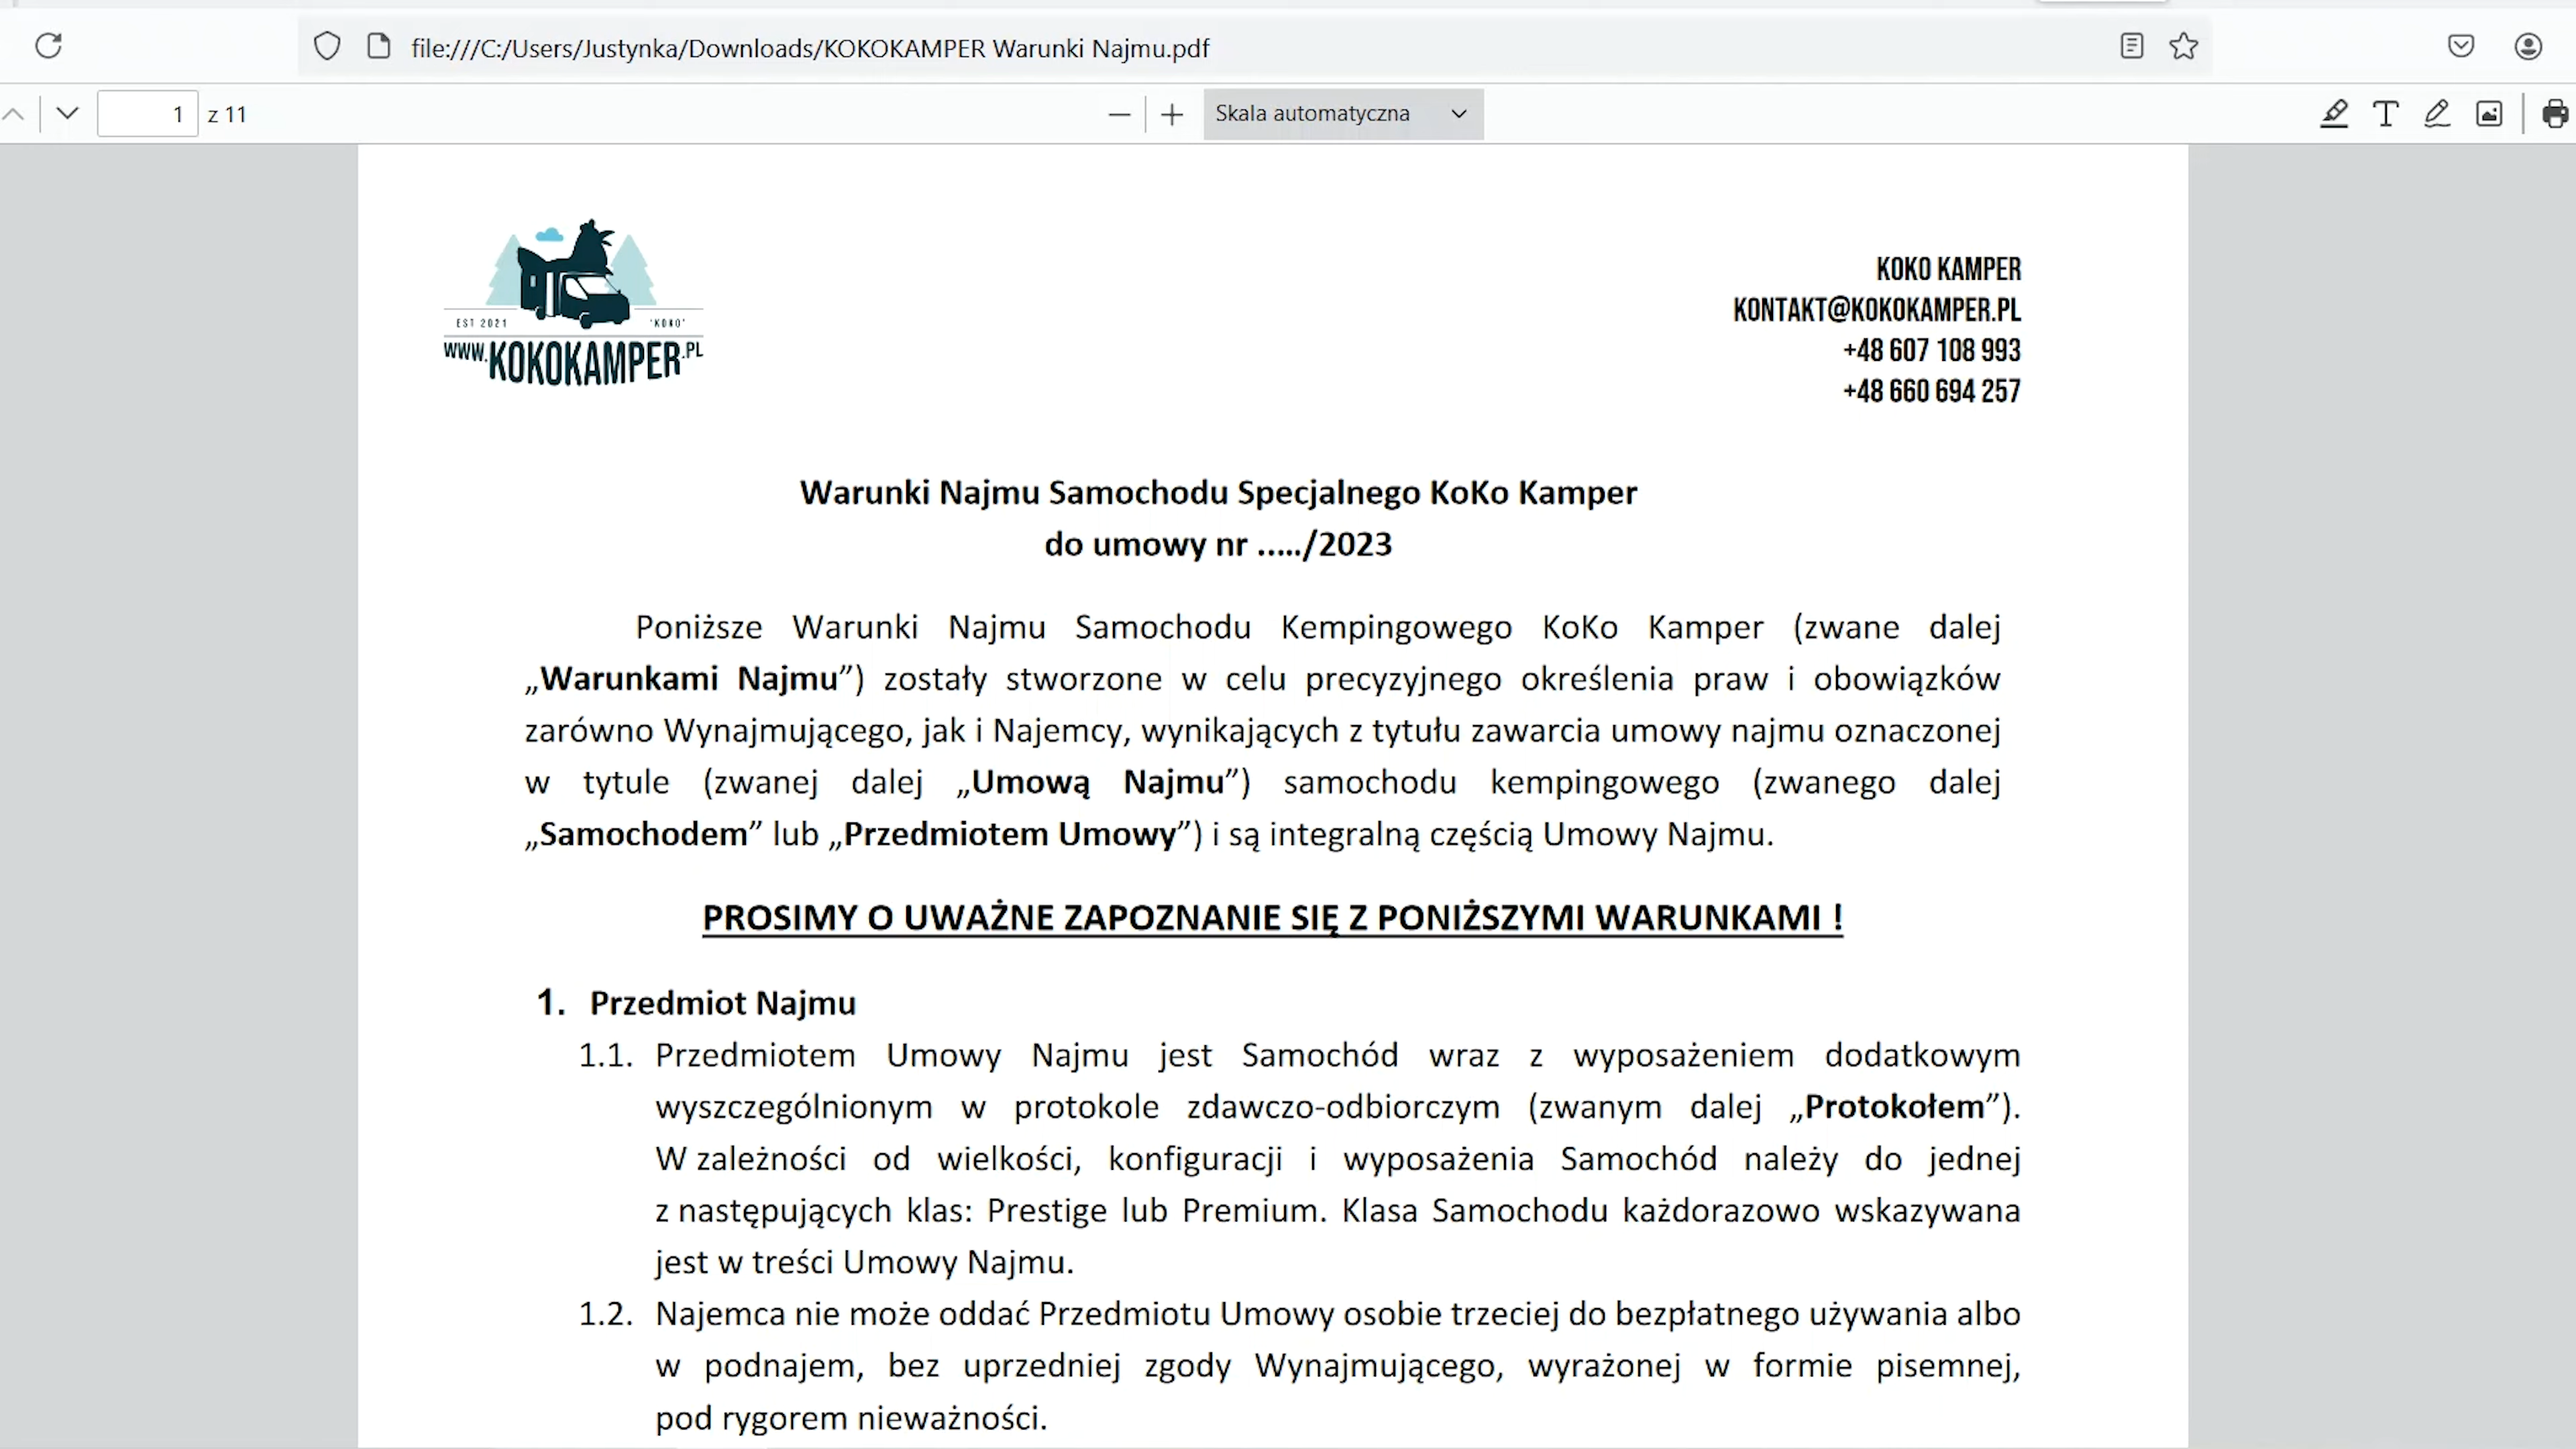 file:///C:/Users/Justynka/Downloads/KOKOKAMPER Warunki Najmu.pdf
1 z 11
Skala automatyczna
EST 2021 "KOKO"
WWW.KOKOKAMPER.PL
KOKO KAMPER
KONTAKT@KOKOKAMPER.PL
+48 607 108 993
+48 660 694 257
Warunki Najmu Samochodu Specjalnego KoKo Kamper
do umowy nr ...../2023
Poniższe Warunki Najmu Samochodu Kempingowego KoKo Kamper (zwane dalej
„Warunkami Najmu”) zostały stworzone w celu precyzyjnego określenia praw i obowiązków
zarówno Wynajmującego, jak i Najemcy, wynikających z tytułu zawarcia umowy najmu oznaczonej
w tytule (zwanej dalej „Umową Najmu”) samochodu kempingowego (zwanego dalej
„Samochodem” lub „Przedmiotem Umowy”) i są integralną częścią Umowy Najmu.
PROSIMY O UWAŻNE ZAPOZNANIE SIĘ Z PONIŻSZYMI WARUNKAMI !
1. Przedmiot Najmu
1.1. Przedmiotem Umowy Najmu jest Samochód wraz z wyposażeniem dodatkowym
wyszczególnionym w protokole zdawczo-odbiorczym (zwanym dalej „Protokołem”).
W zależności od wielkości, konfiguracji i wyposażenia Samochód należy do jednej
z następujących klas: Prestige lub Premium. Klasa Samochodu każdorazowo wskazywana
jest w treści Umowy Najmu.
1.2. Najemca nie może oddać Przedmiotu Umowy osobie trzeciej do bezpłatnego używania albo
w podnajem, bez uprzedniej zgody Wynajmującego, wyrażonej w formie pisemnej,
pod rygorem nieważności.